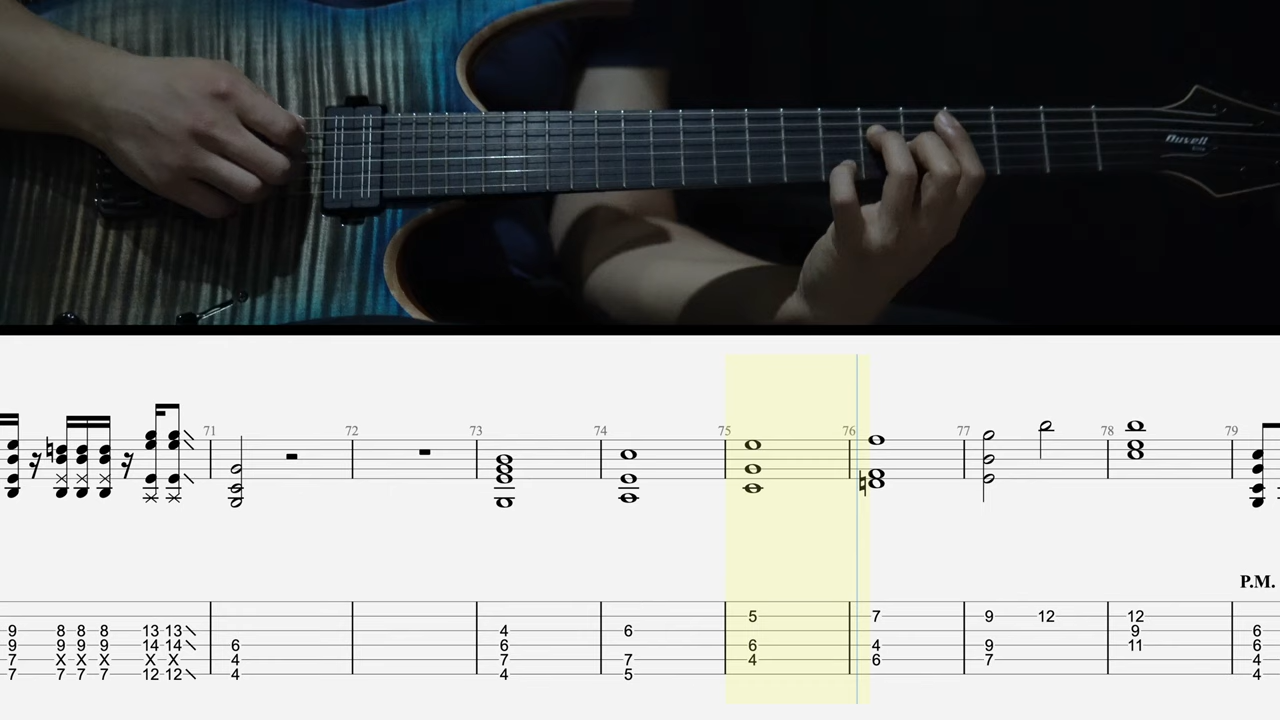 Nuvell
71 72 73 74 75 76 77 78 79
P.M.
5 7 9 12 12
9 8 8 8 13 13 4 6 9 6
9 9 9 9 14 14 6 6 6 4 9 11 6
7 X X X X X 4 7 7 4 6 7 4
7 7 7 7 12 12 4 4 5 4